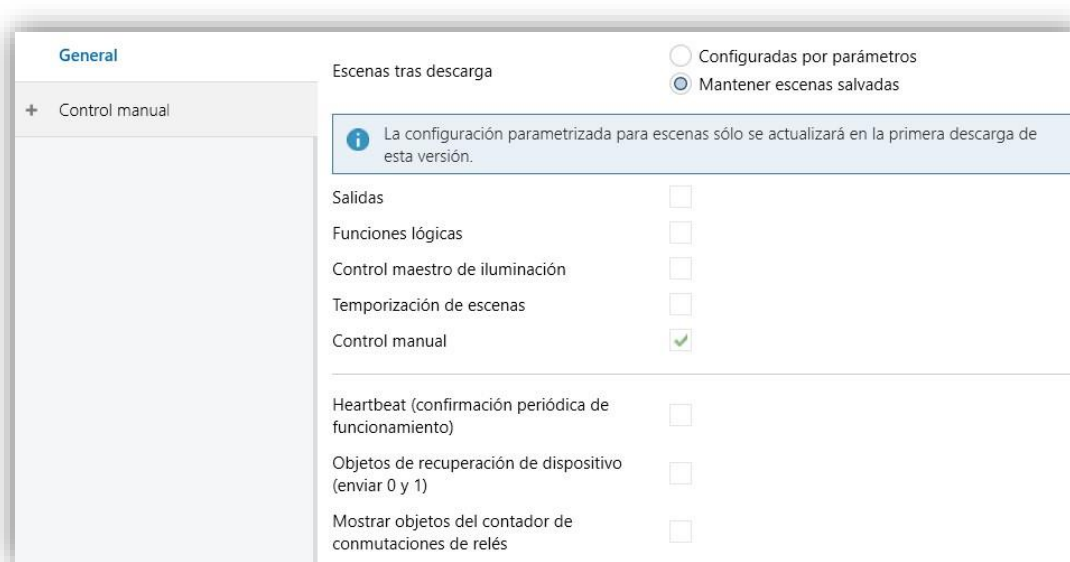 General
+ Control manual
Escenas tras descarga
Configuradas por parámetros
Mantener escenas salvadas
La configuración parametrizada para escenas sólo se actualizará en la primera descarga de
esta versión.
Salidas
Funciones lógicas
Control maestro de iluminación
Temporización de escenas
Control manual
Heartbeat (confirmación periódica de
funcionamiento)
Objetos de recuperación de dispositivo
(enviar 0 y 1)
Mostrar objetos del contador de
conmutaciones de relés